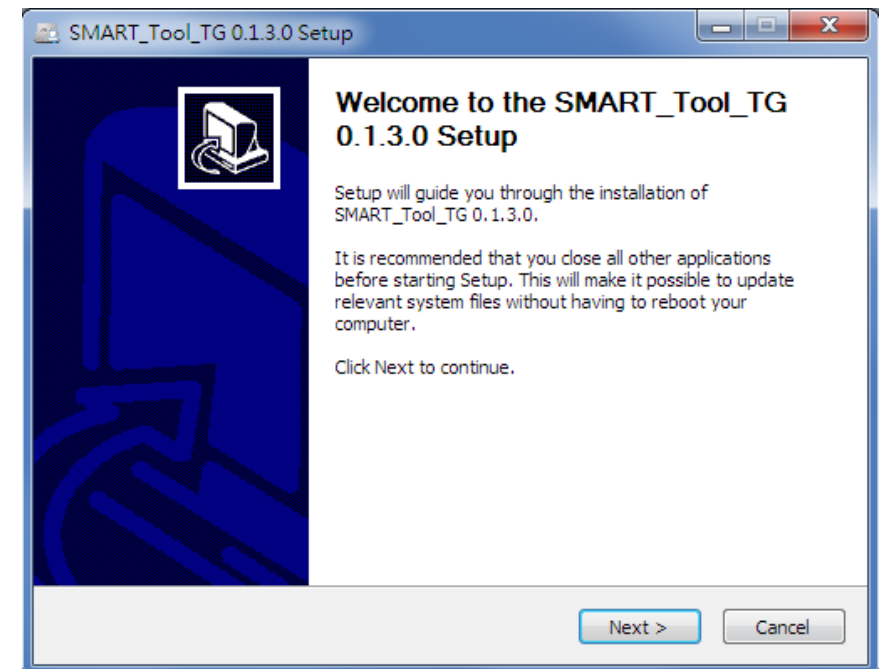 SMART_Tool_TG 0.1.3.0 Setup
Welcome to the SMART_Tool_TG
0.1.3.0 Setup
Setup will guide you through the installation of
SMART_Tool_TG 0.1.3.0.
It is recommended that you close all other applications
before starting Setup. This will make it possible to update
relevant system files without having to reboot your
computer.
Click Next to continue.
Next >
Cancel